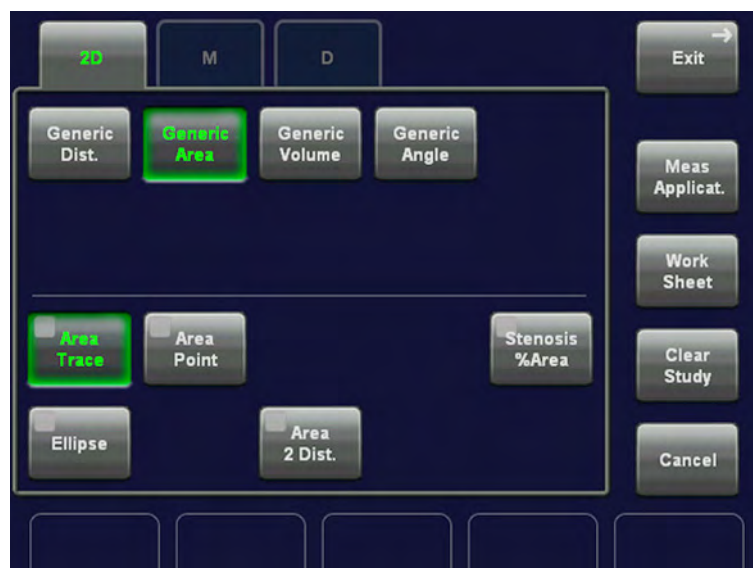 2D
M
D
Exit
Generic
Dist.
Generic
Area
Generic
Volume
Generic
Angle
Meas
Applicat.
Work
Sheet
Area
Trace
Area
Point
Stenosis
%Area
Clear
Study
Ellipse
Area
2 Dist.
Cancel